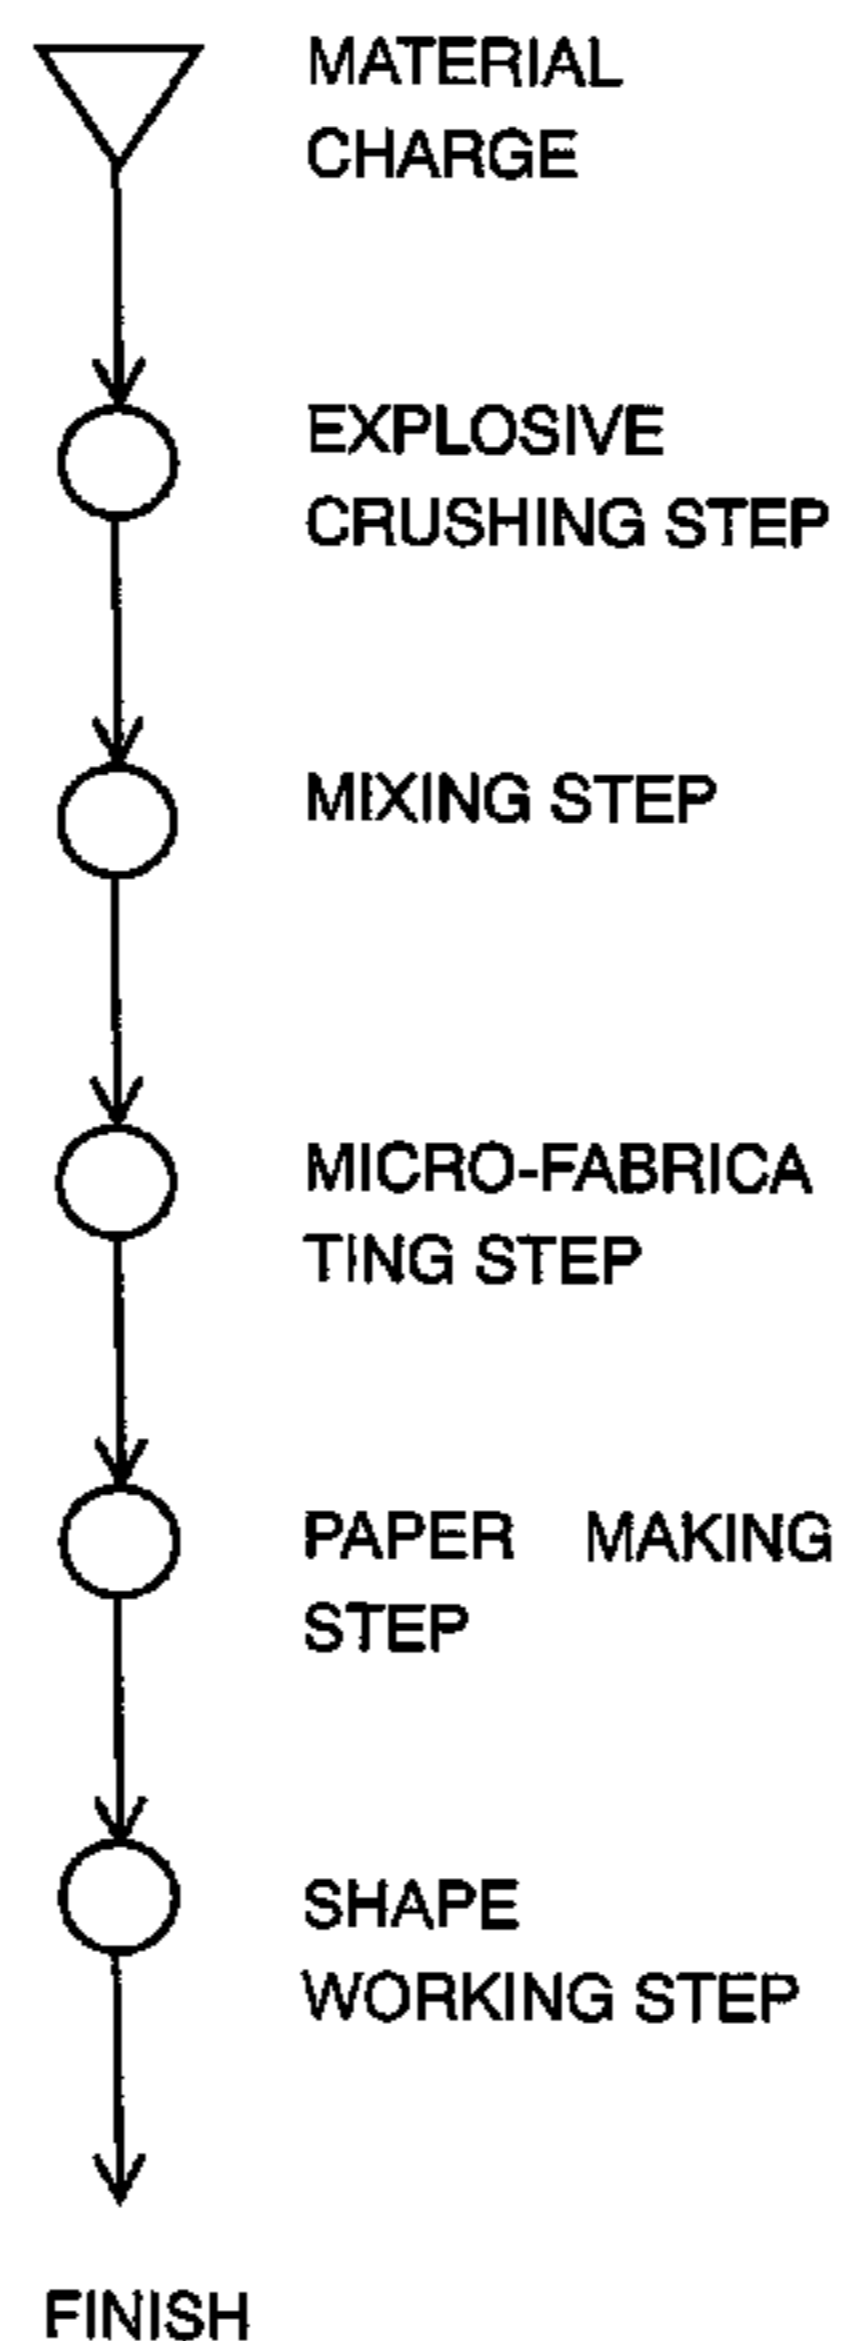 MATERIAL
CHARGE
EXPLOSIVE
CRUSHING STEP
MIXING STEP
MICRO-FABRICA
TING STEP
PAPER MAKING
STEP
SHAPE
WORKING STEP
FINISH